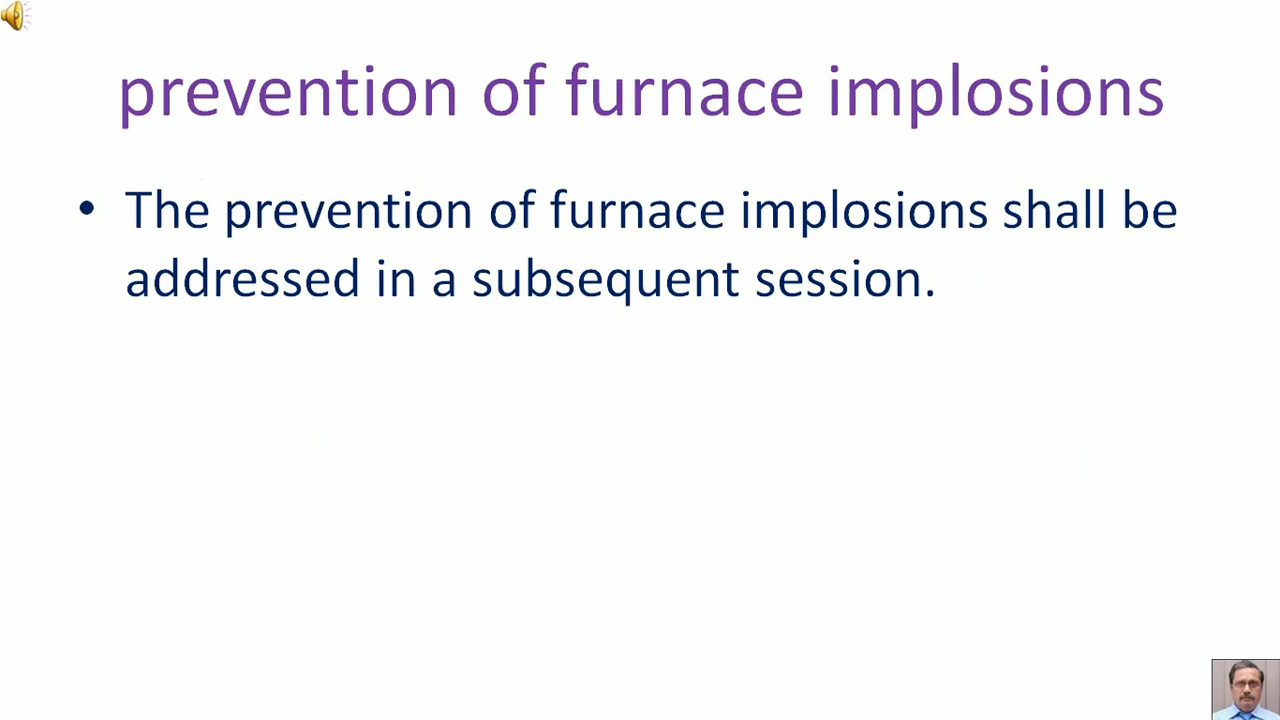 prevention of furnace implosions
• The prevention of furnace implosions shall be
addressed in a subsequent session.